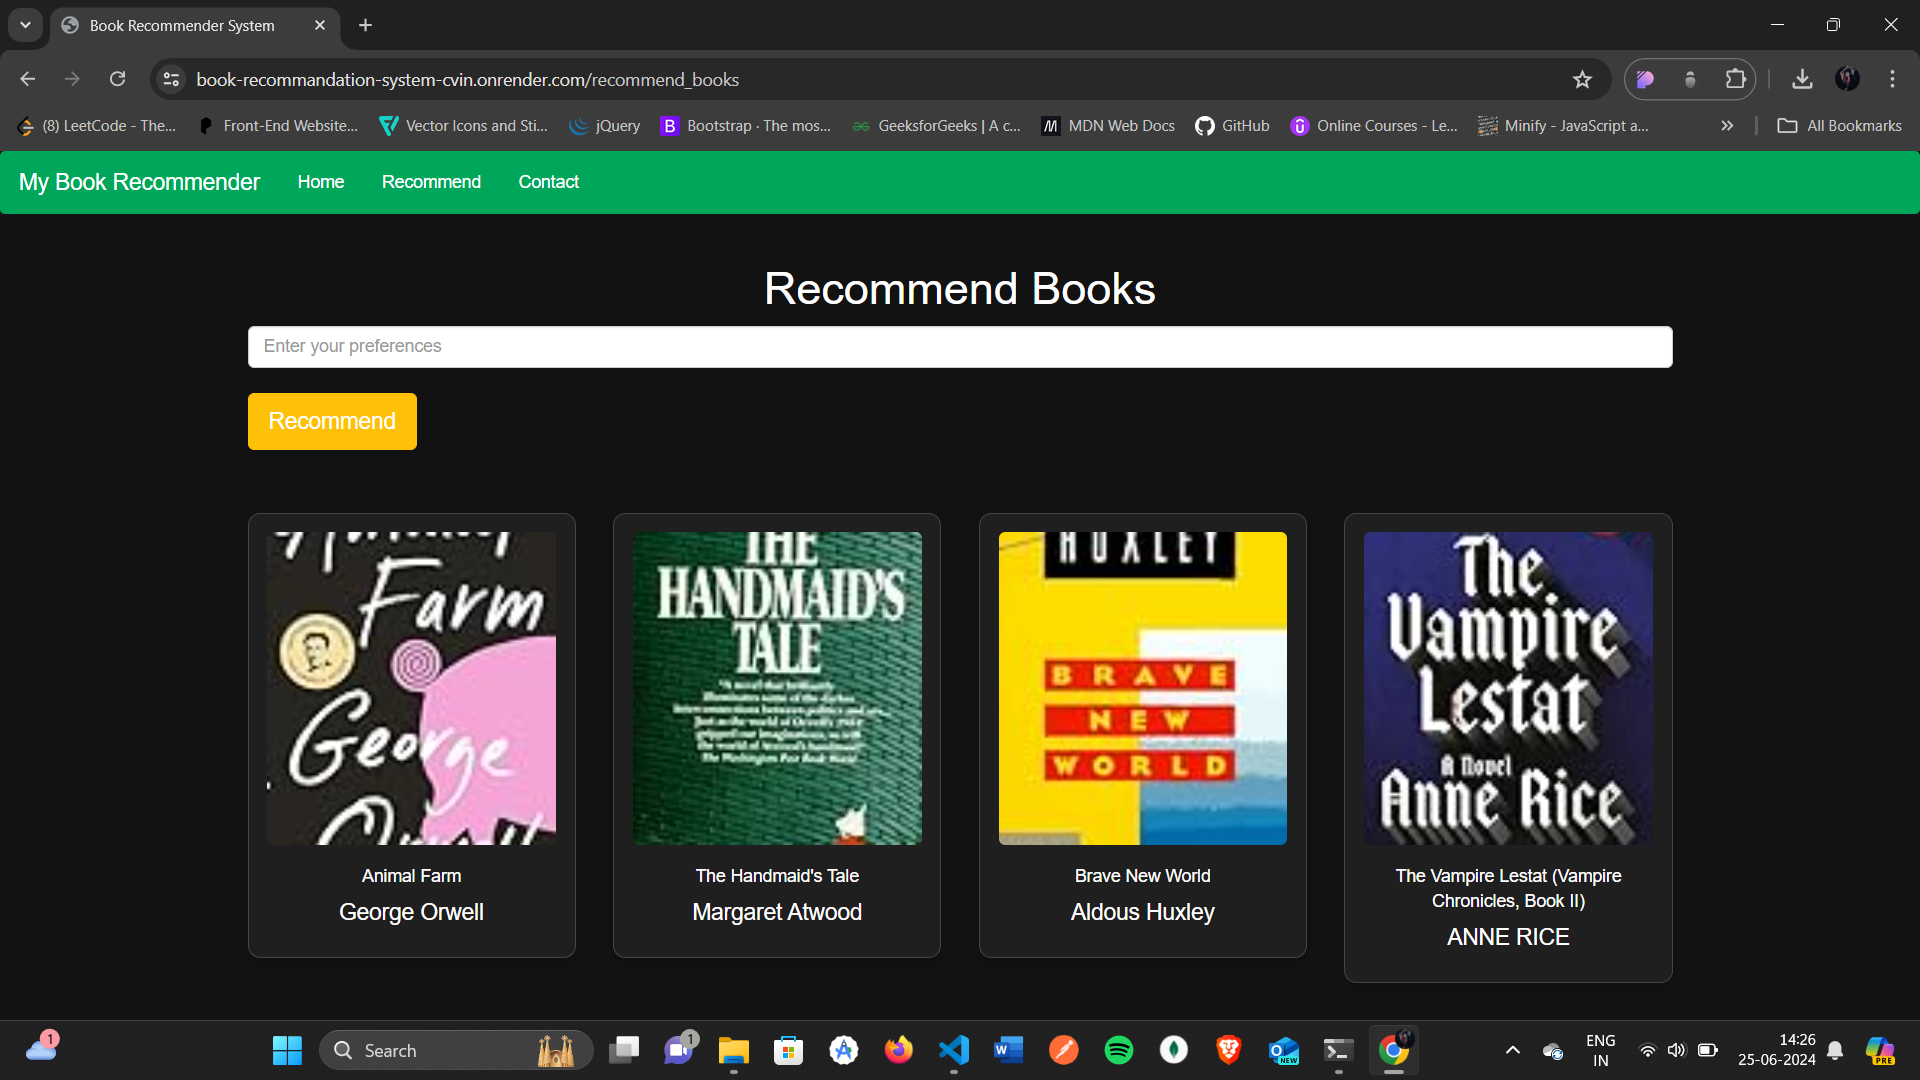 Book Recommender System
book-recommandation-system-cvin.onrender.com/recommend_books
(8) LeetCode - The...
Front-End Website...
Vector Icons and Sti...
jQuery
Bootstrap · The mos...
GeeksforGeeks | A c...
MDN Web Docs
GitHub
Online Courses - Le...
Minify - JavaScript a...
All Bookmarks
My Book Recommender
Home
Recommend
Contact
Recommend Books
Enter your preferences
Recommend
Farm
George
Animal Farm
George Orwell
THE
HANDMAID'S
TALE
The Handmaid's Tale
Margaret Atwood
HUXLEY
BRAVE
NEW
WORLD
Brave New World
Aldous Huxley
The
Vampire
Lestat
A Novel
Anne Rice
The Vampire Lestat (Vampire
Chronicles, Book II)
ANNE RICE
1
Search
1
NEW
ENG
IN
14:26
25-06-2024
PRE